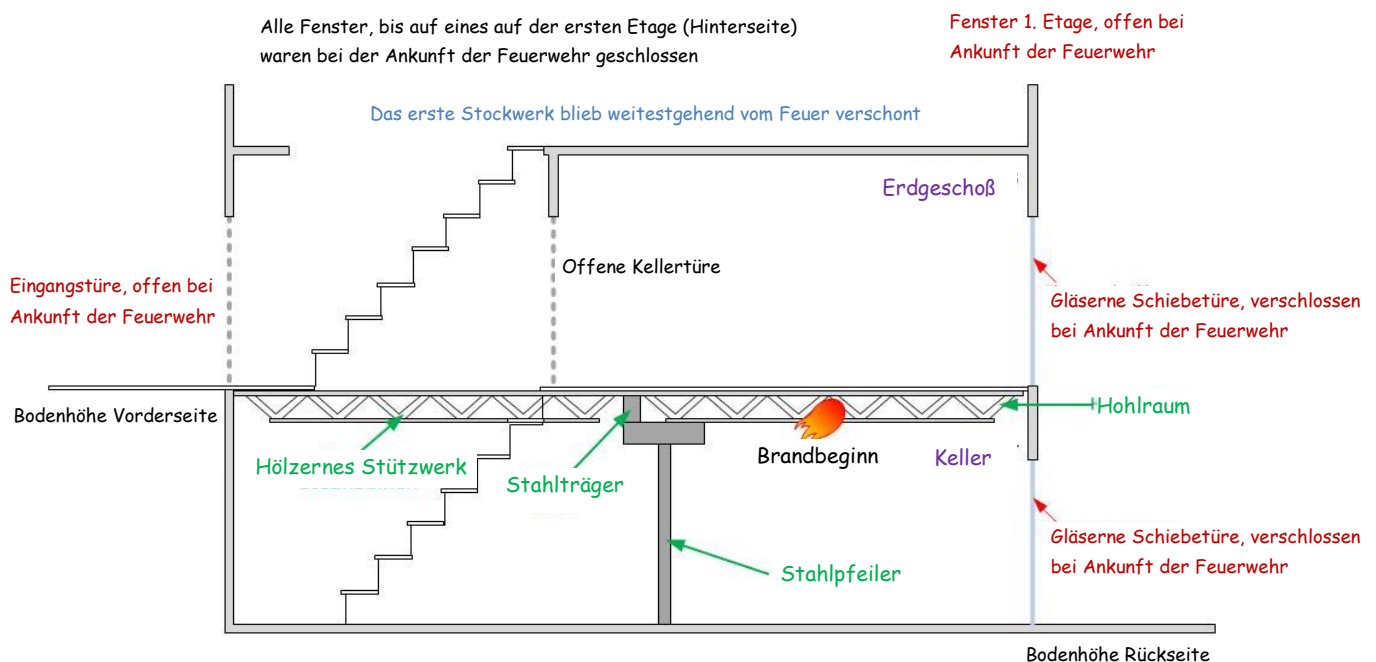 Alle Fenster, bis auf eines auf der ersten Etage (Hinterseite)
waren bei der Ankunft der Feuerwehr geschlossen
Fenster 1. Etage, offen bei
Ankunft der Feuerwehr
Das erste Stockwerk blieb weitestgehend vom Feuer verschont
Erdgeschoß
Offene Kellertüre
Eingangstüre, offen bei
Ankunft der Feuerwehr
Gläserne Schiebetüre, verschlossen
bei Ankunft der Feuerwehr
Bodenhöhe Vorderseite
Hohlraum
Hölzernes Stützwerk
Stahlträger
Brandbeginn
Keller
Gläserne Schiebetüre, verschlossen
bei Ankunft der Feuerwehr
Stahlpfeiler
Bodenhöhe Rückseite